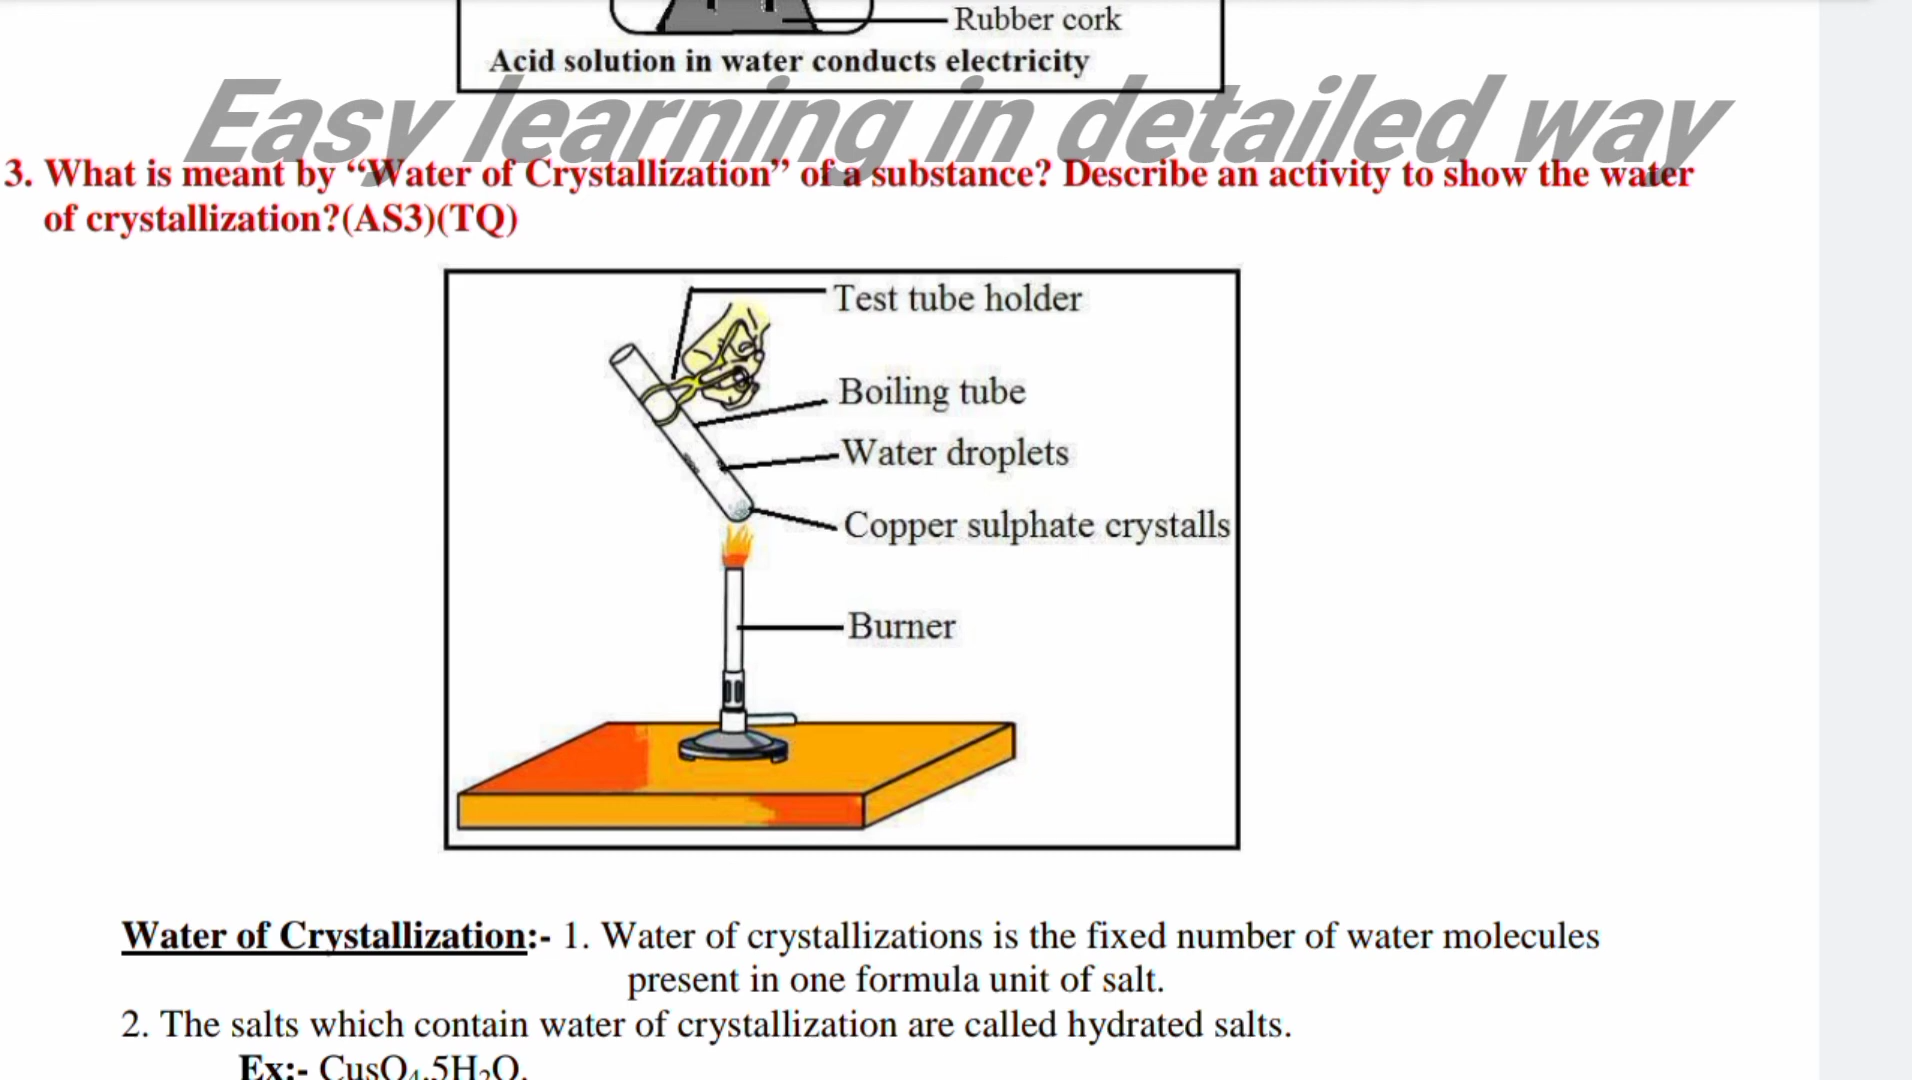 Rubber cork
Acid solution in water conducts electricity
Easy learning in detailed way
3. What is meant by “Water of Crystallization” of a substance? Describe an activity to show the water
of crystallization?(AS3)(TQ)
Test tube holder
Boiling tube
Water droplets
Copper sulphate crystalls
Burner
Water of Crystallization:- 1. Water of crystallizations is the fixed number of water molecules
present in one formula unit of salt.
2. The salts which contain water of crystallization are called hydrated salts.
Ex:- CusO₄.5H₂O.